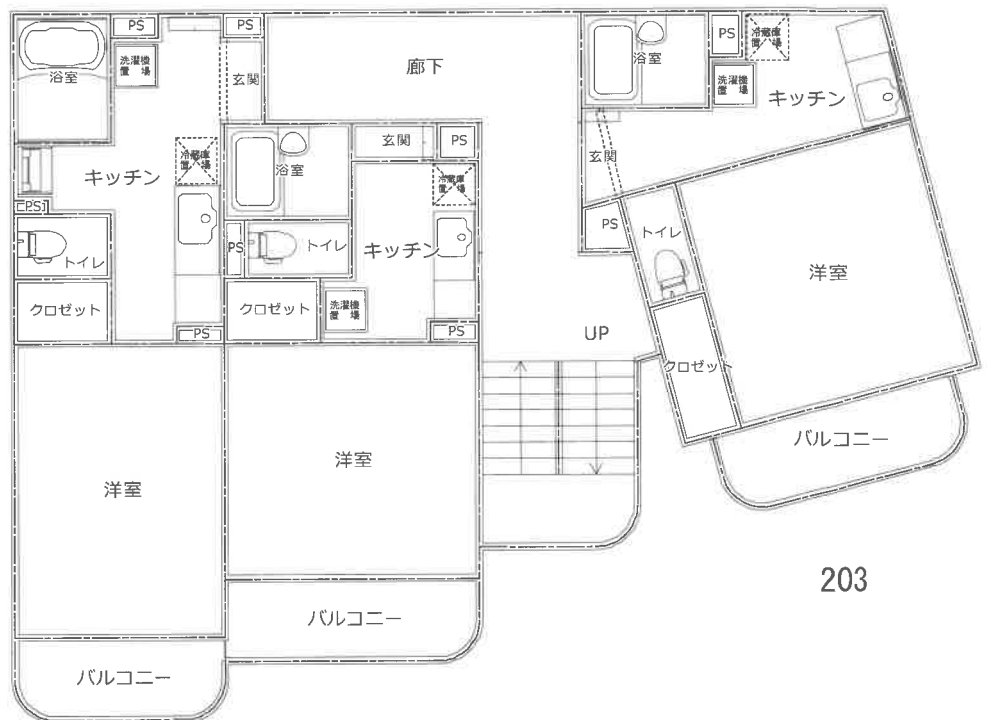 PS
PS
浴室
洗濯機
置　場
玄関
廊下
浴室
PS
冷蔵庫
置　場
洗濯機
置　場
キッチン
キッチン
冷蔵庫
置　場
浴室
玄関
PS
冷蔵庫
置　場
玄関
PS
トイレ
PS
トイレ
キッチン
PS
トイレ
洋室
クロゼット
クロゼット
洗濯機
置　場
PS
PS
UP
クロゼット
洋室
洋室
バルコニー
203
バルコニー
バルコニー